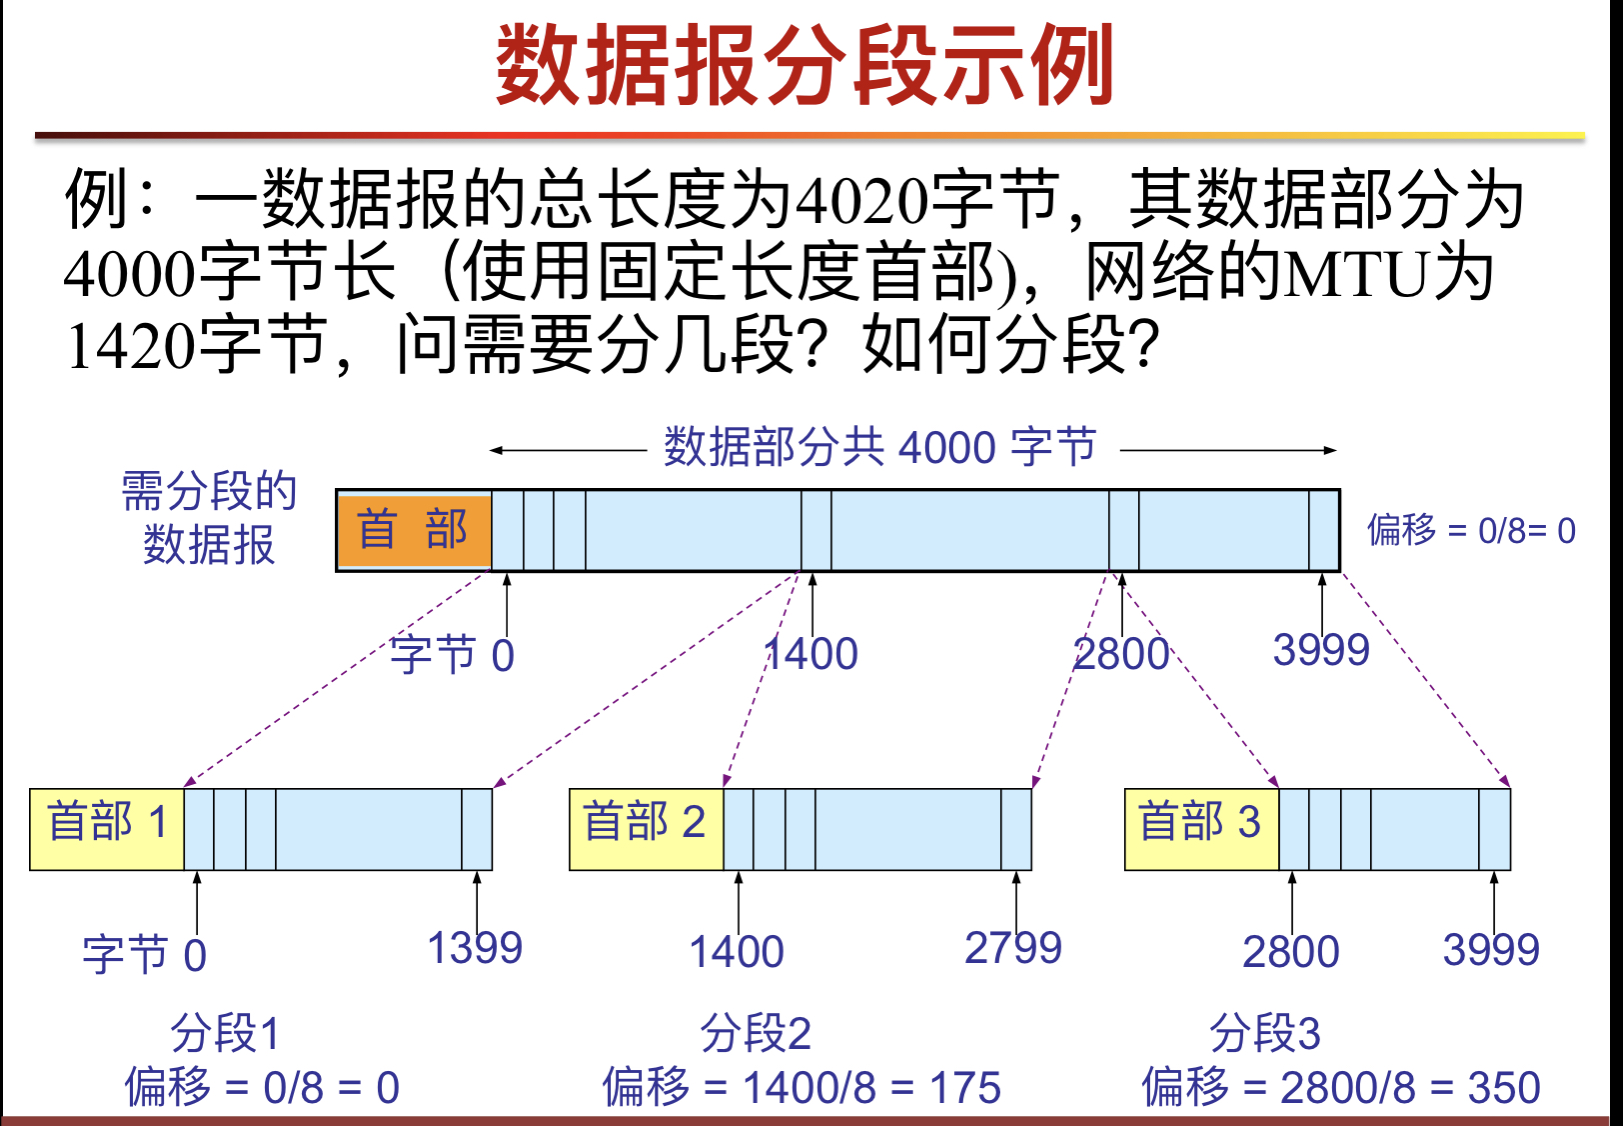 数据报分段示例
例：一数据报的总长度为4020字节，其数据部分为
4000字节长（使用固定长度首部)，网络的MTU为
1420字节，问需要分几段？如何分段？
数据部分共 4000 字节
需分段的
数据报
首 部
偏移 = 0/8= 0
字节 0
1400
2800
3999
首部 1
首部 2
首部 3
字节 0
1399
1400
2799
2800
3999
分段1
分段2
分段3
偏移 = 0/8 = 0
偏移 = 1400/8 = 175
偏移 = 2800/8 = 350